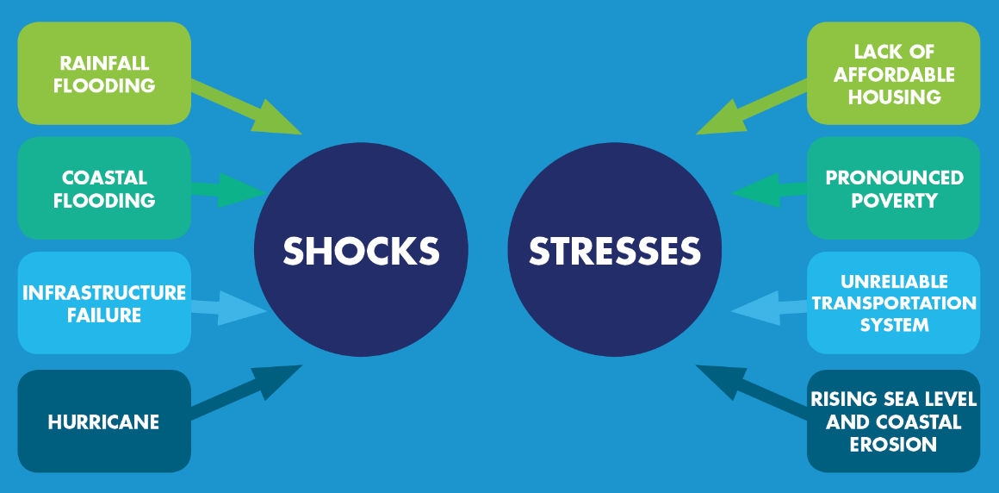 RAINFALL
FLOODING
COASTAL
FLOODING
INFRASTRUCTURE
FAILURE
HURRICANE
SHOCKS
STRESSES
LACK OF
AFFORDABLE
HOUSING
PRONOUNCED
POVERTY
UNRELIABLE
TRANSPORTATION
SYSTEM
RISING SEA LEVEL
AND COASTAL
EROSION